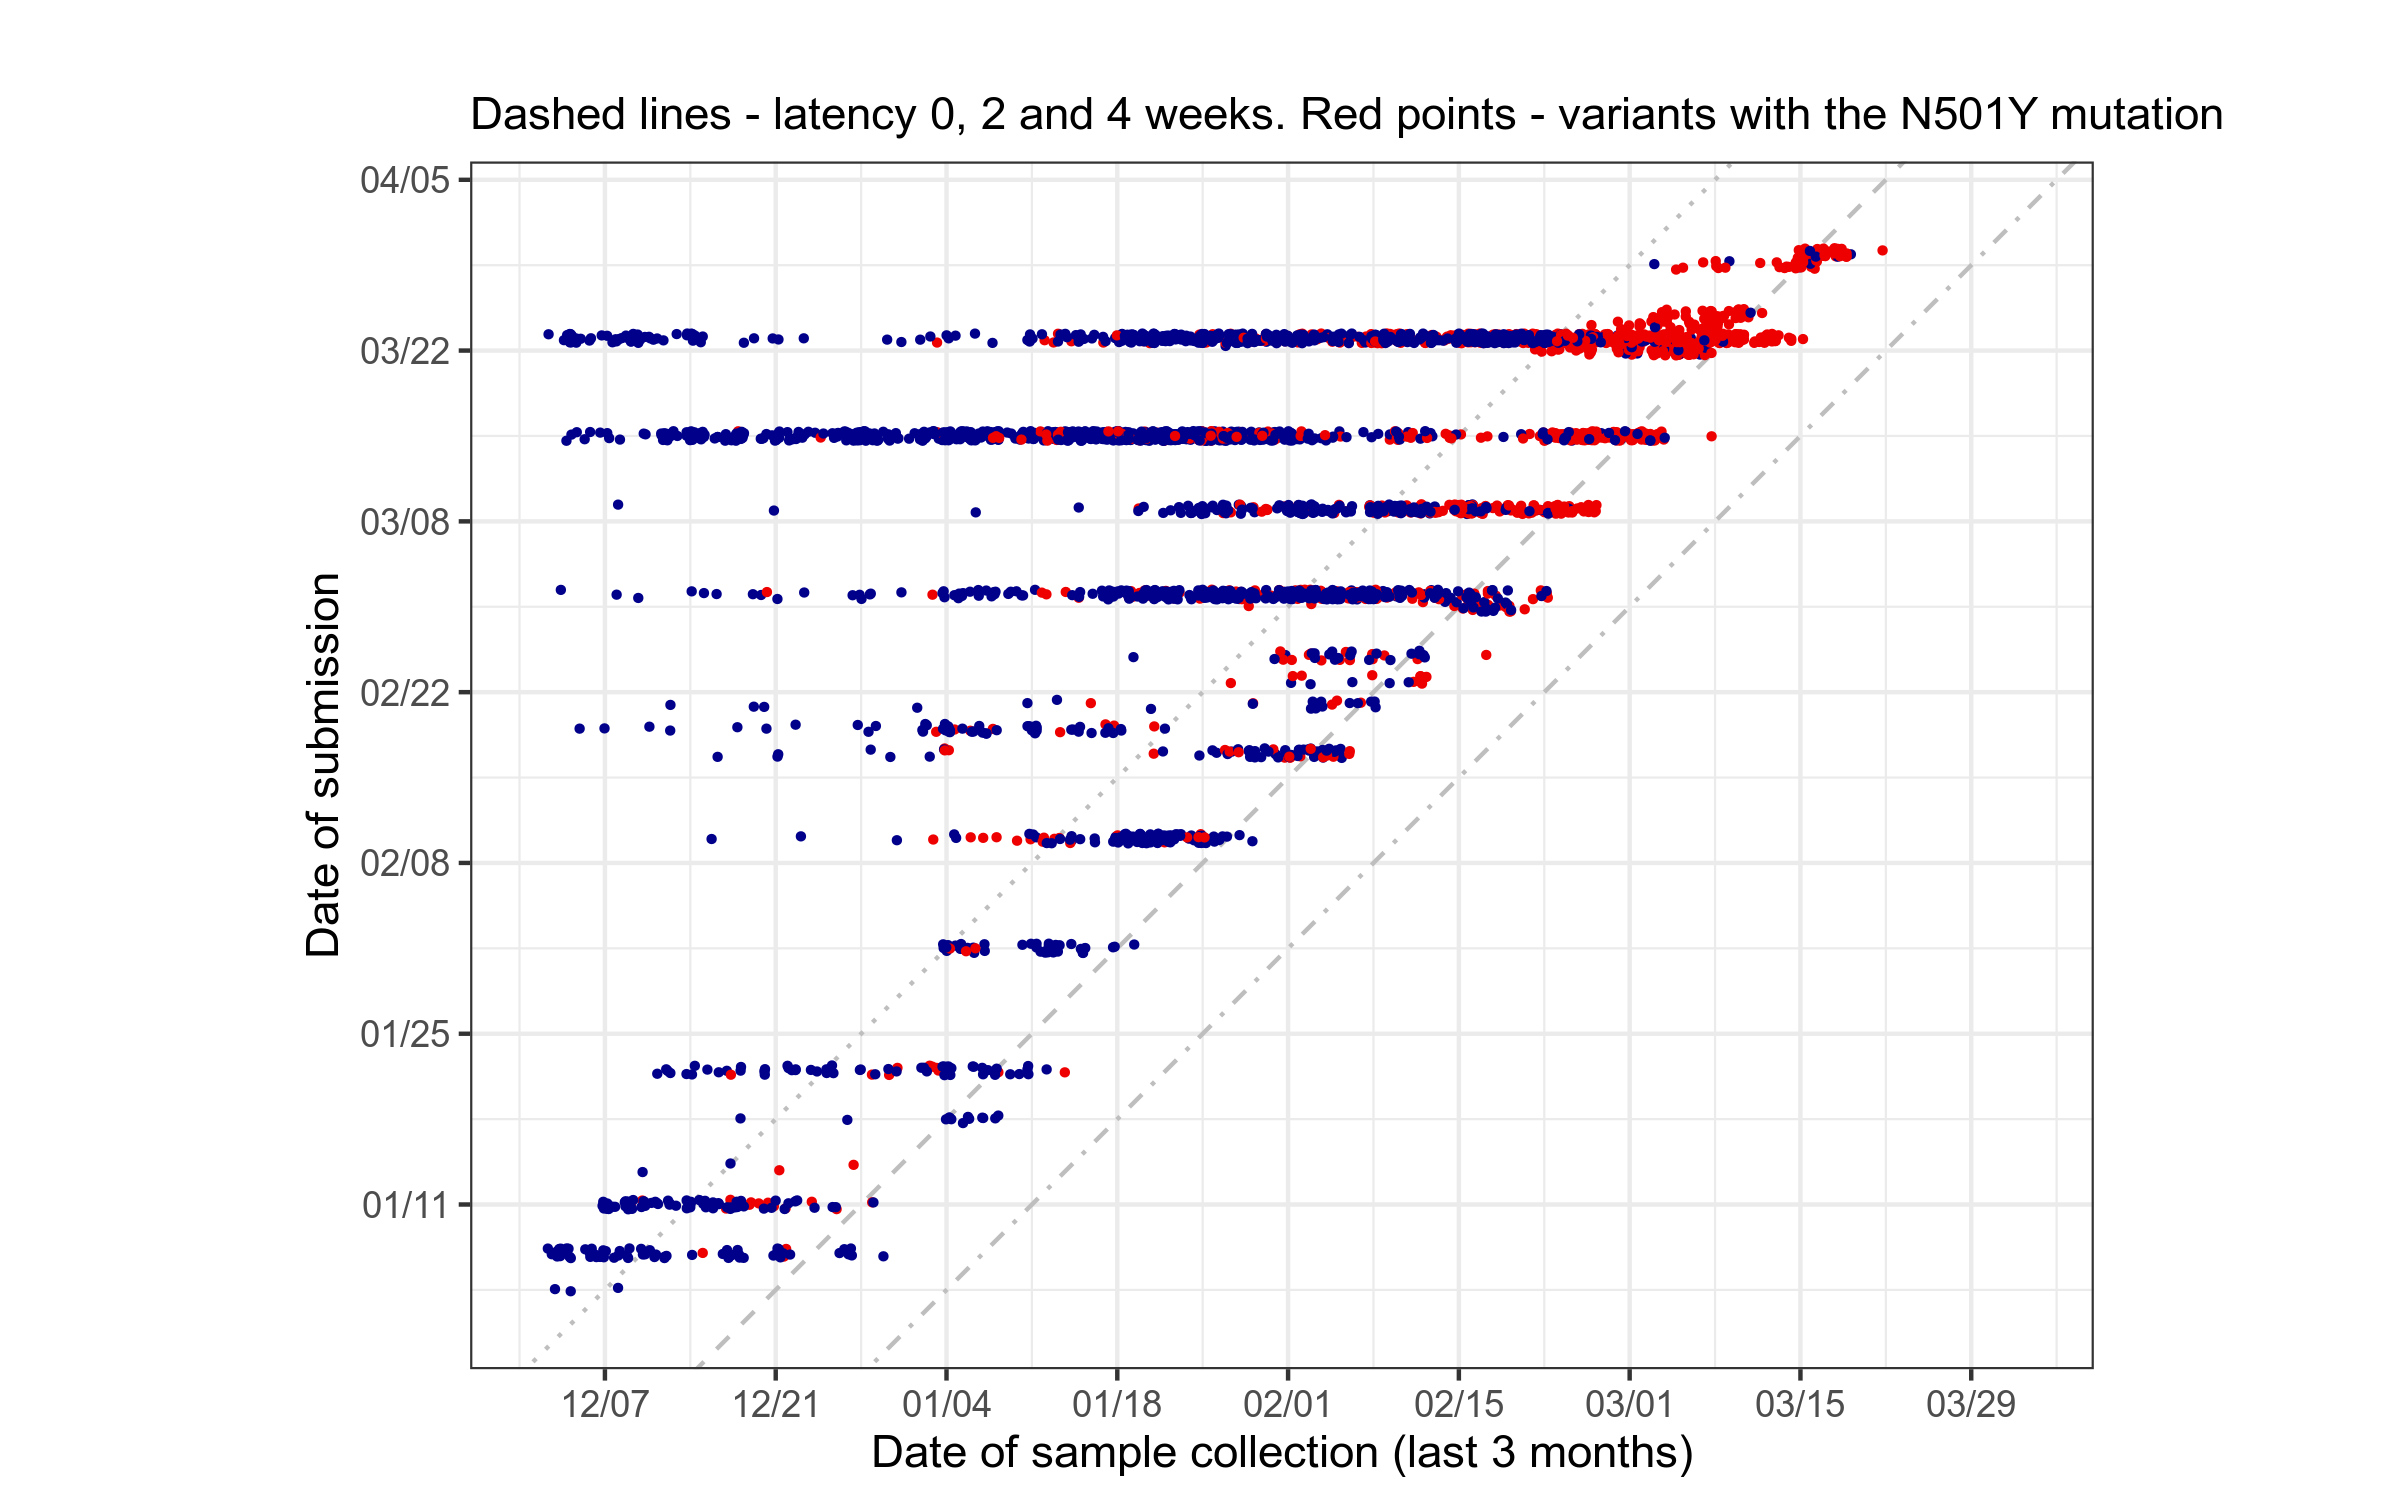 Dashed lines - latency 0, 2 and 4 weeks. Red points - variants with the N501Y mutation
Date of submission
04/05
03/22
03/08
02/22
02/08
01/25
01/11
12/07 12/21 01/04 01/18 02/01 02/15 03/01 03/15 03/29
Date of sample collection (last 3 months)